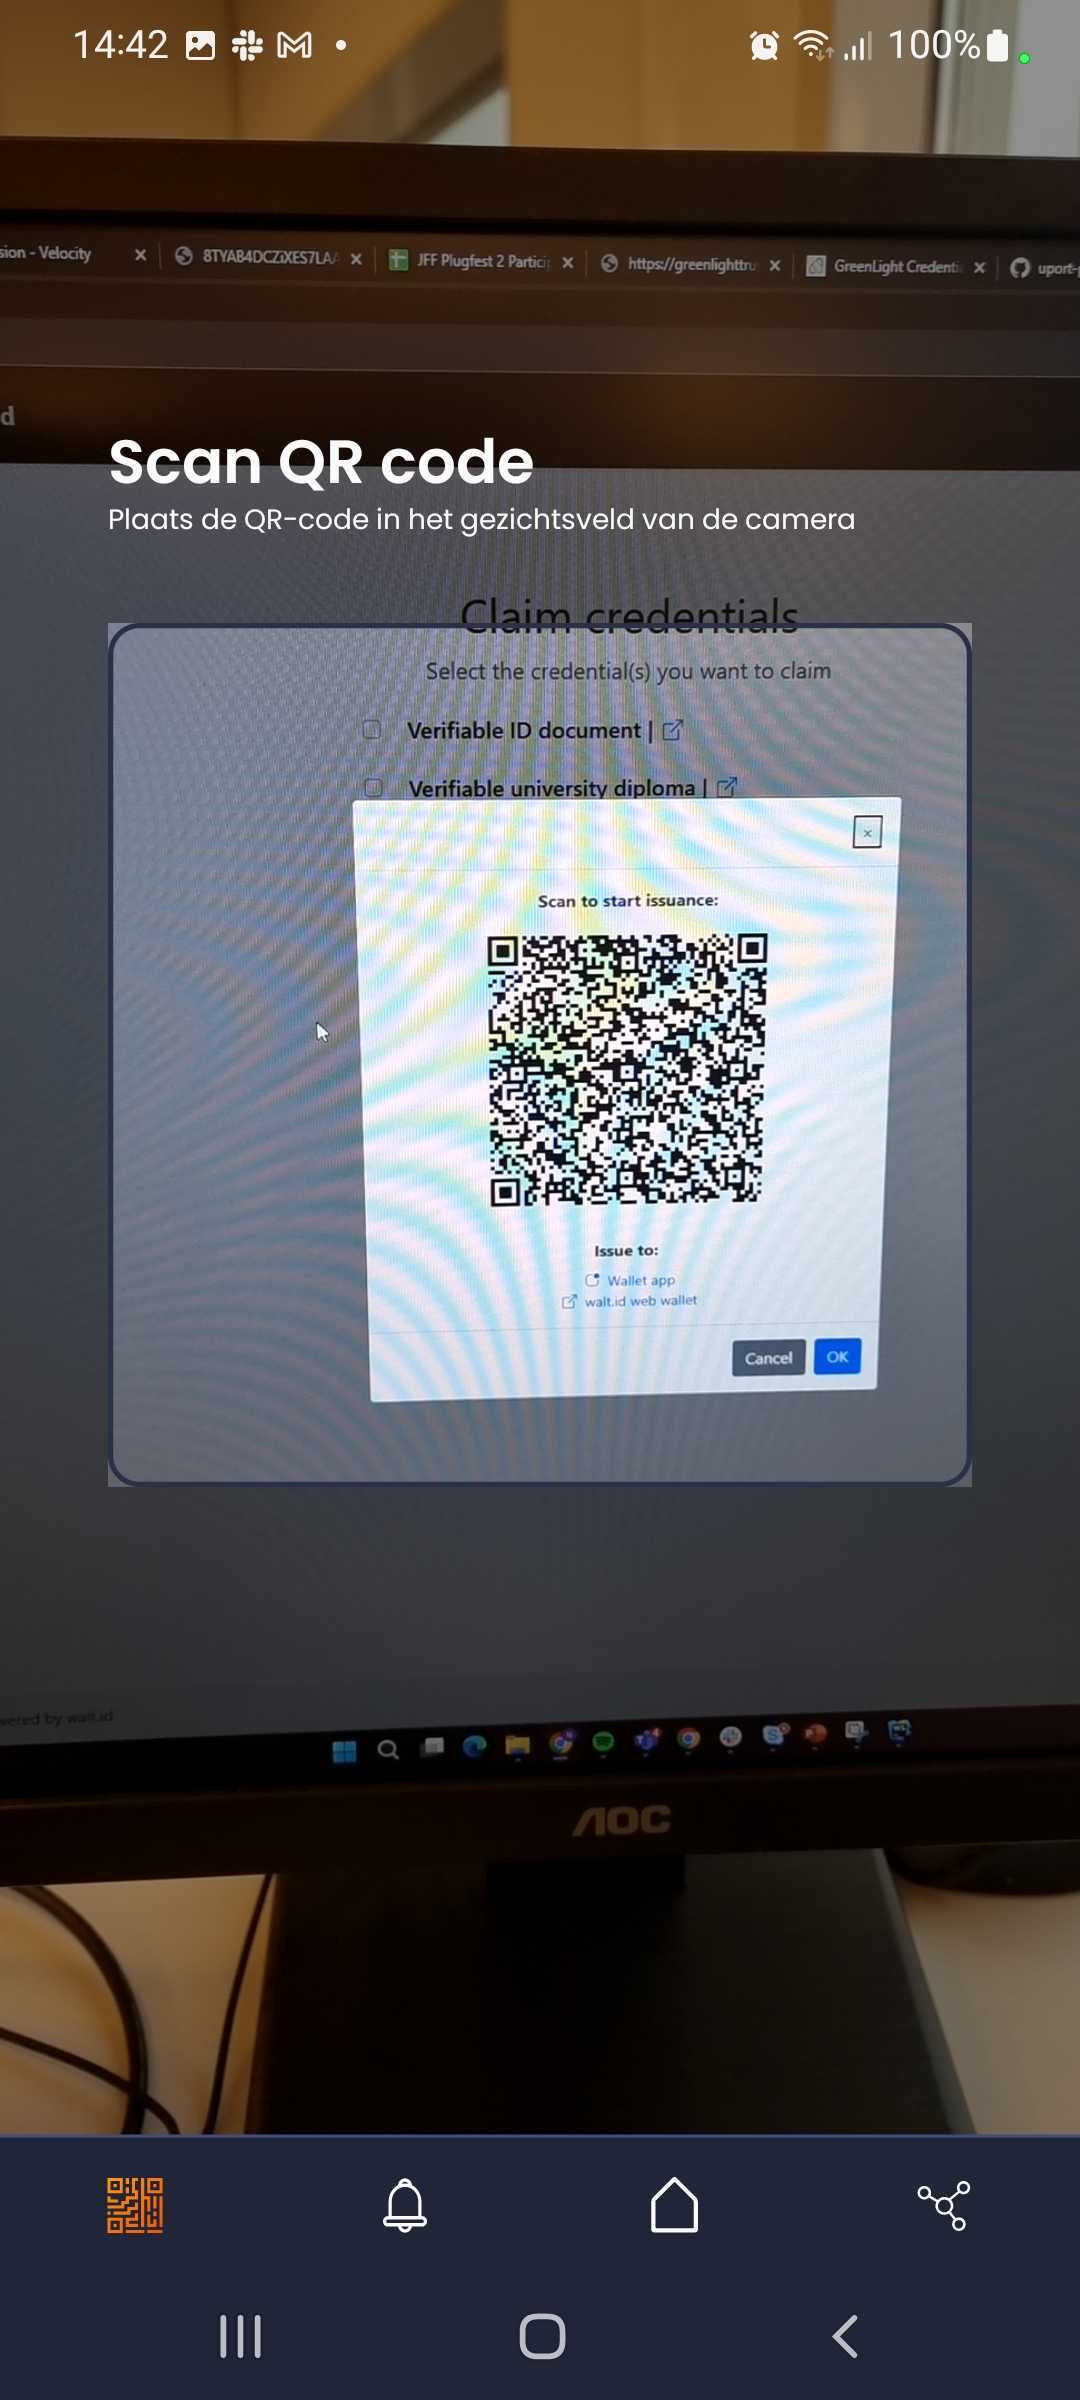 14:42
100%
sion - Velocity
8TYAB4DCZiXES7LAA
JFF Plugfest 2 Partici
https://greenlighttru
GreenLight Credenti
uport-
d
Scan QR code
Plaats de QR-code in het gezichtsveld van de camera
Claim credentials
Select the credential(s) you want to claim
Verifiable ID document |
Verifiable university diploma |
Scan to start issuance:
Issue to:
Wallet app
walt.id web wallet
Cancel
OK
wered by walt.id
AOC